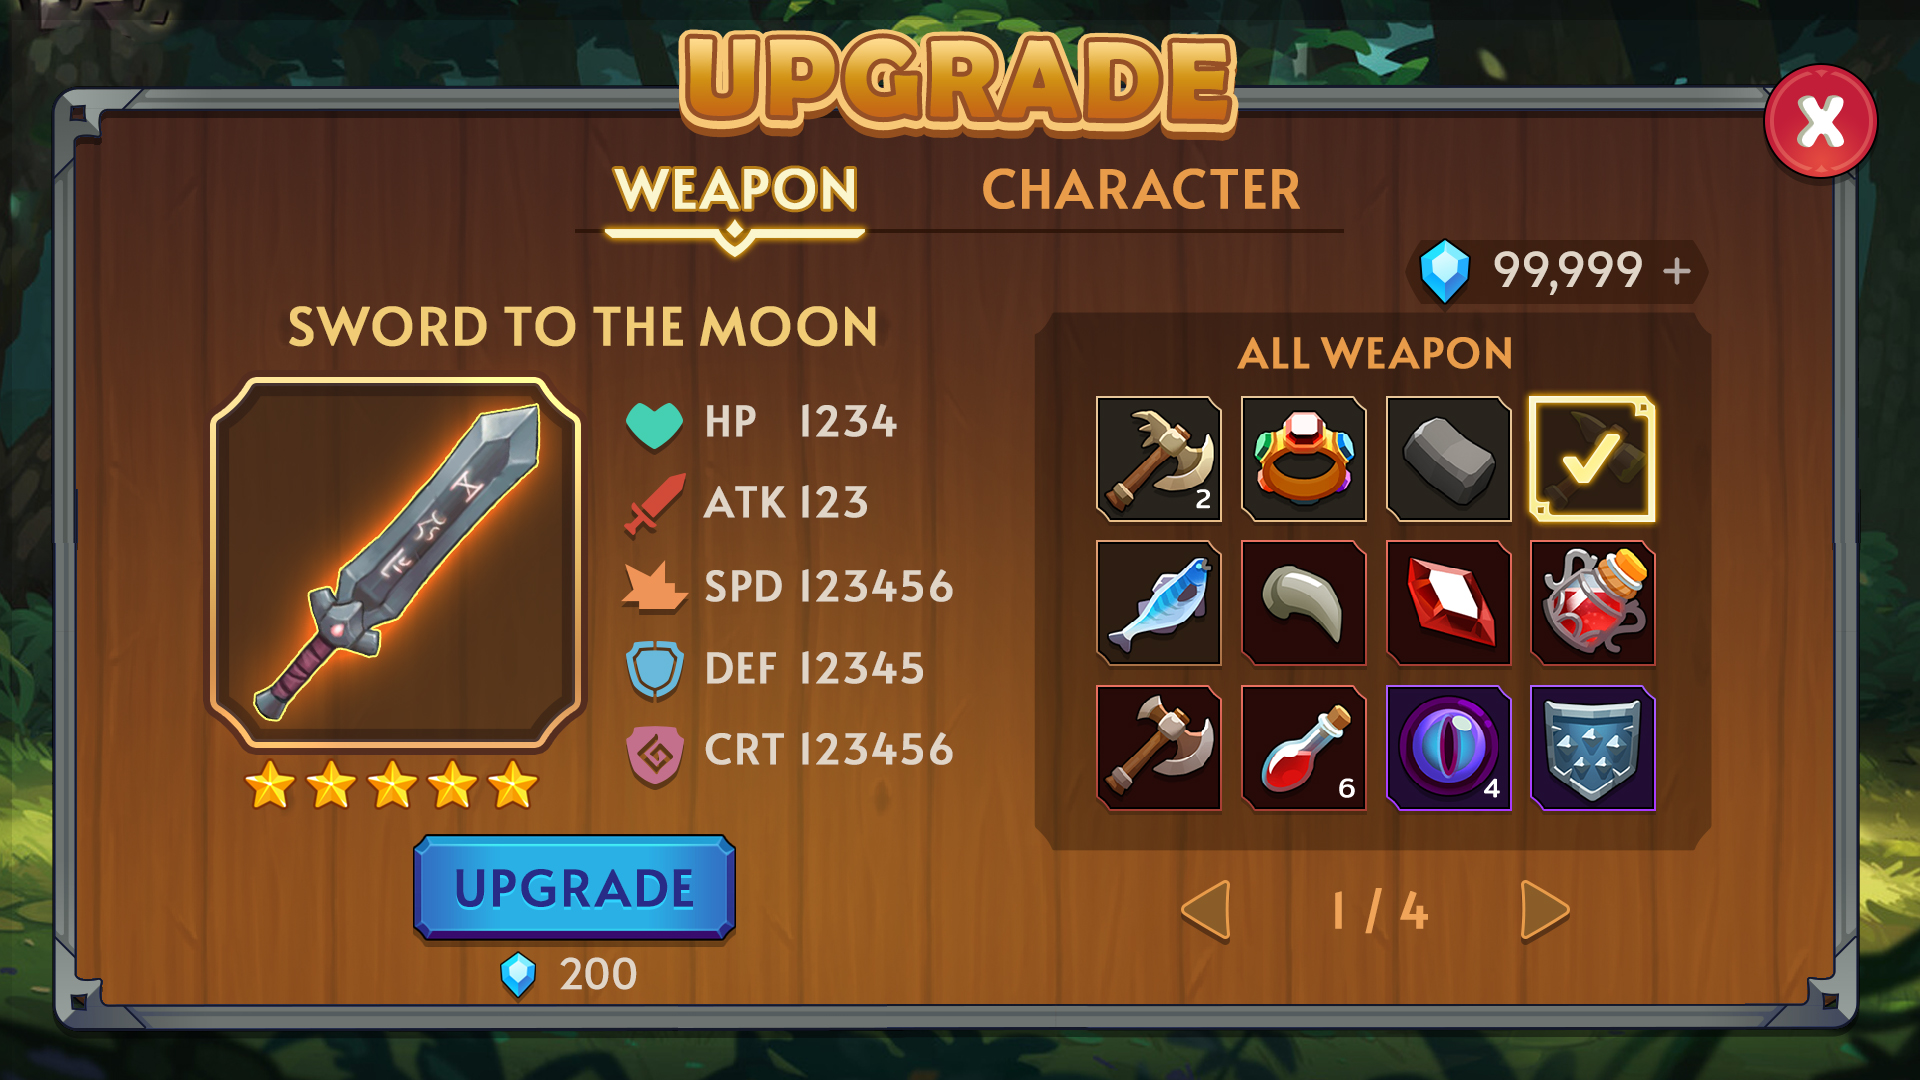 UPGRADE
WEAPON
CHARACTER
99,999 +
SWORD TO THE MOON
HP 1234
ATK 123
SPD 123456
DEF 12345
CRT 123456
UPGRADE
200
ALL WEAPON
2
6
4
1 / 4
X